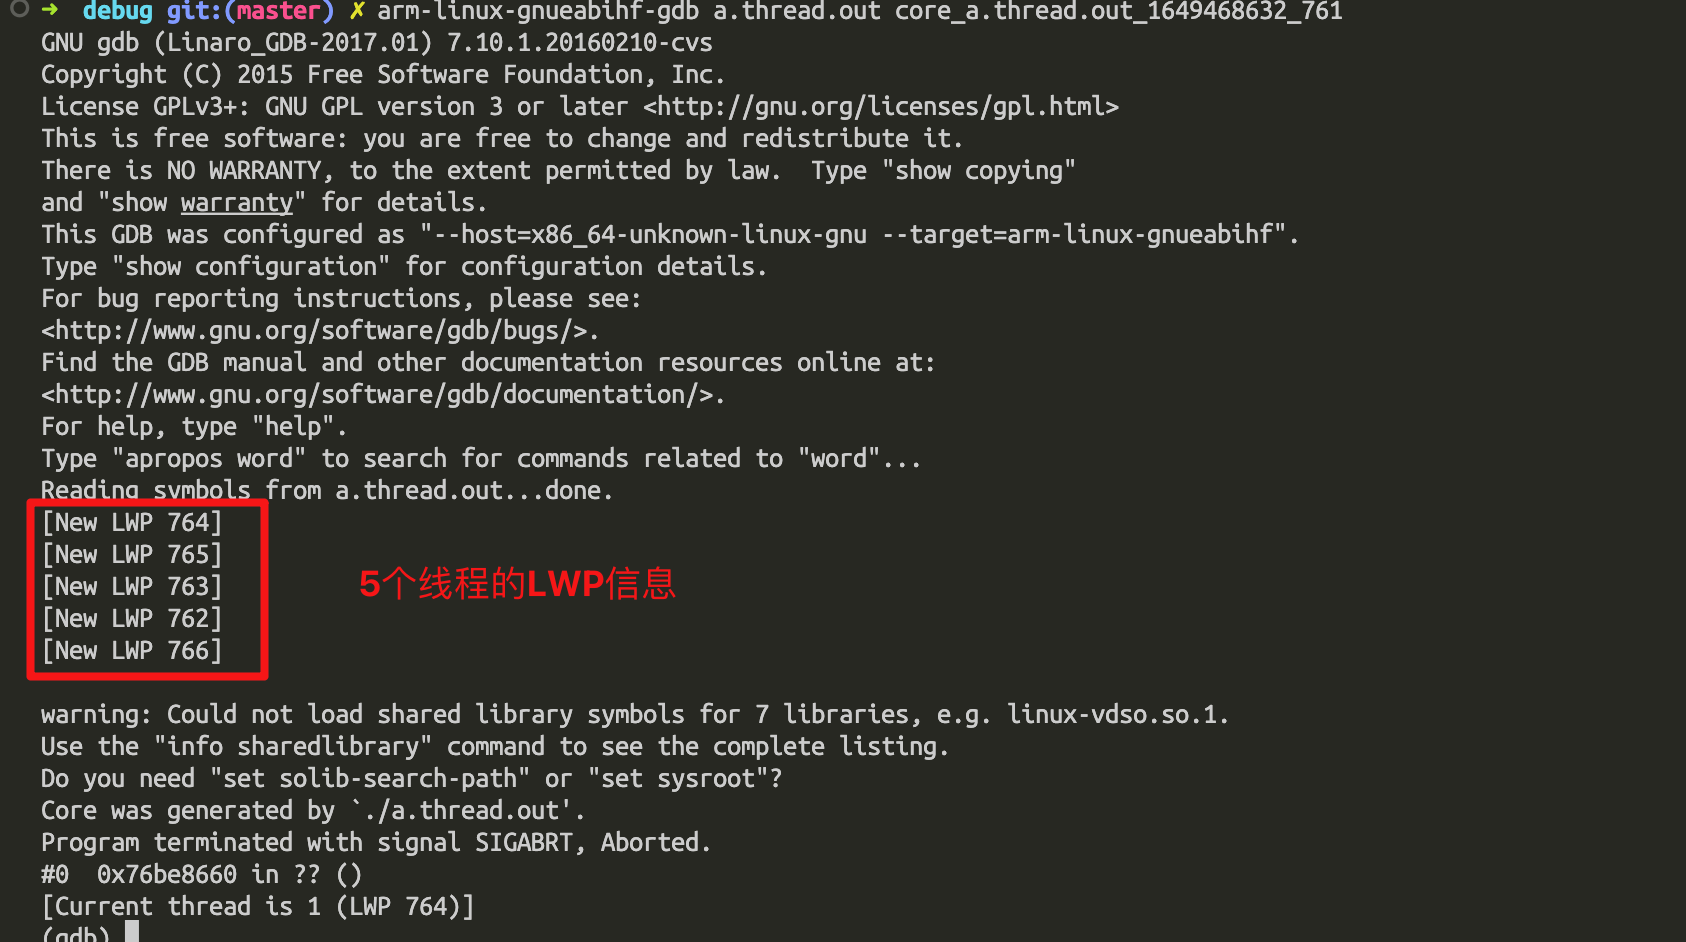 → debug git:(master) ✗ arm-linux-gnueabihf-gdb a.thread.out core_a.thread.out_1649468632_761
GNU gdb (Linaro_GDB-2017.01) 7.10.1.20160210-cvs
Copyright (C) 2015 Free Software Foundation, Inc.
License GPLv3+: GNU GPL version 3 or later <http://gnu.org/licenses/gpl.html>
This is free software: you are free to change and redistribute it.
There is NO WARRANTY, to the extent permitted by law.  Type "show copying"
and "show warranty" for details.
This GDB was configured as "--host=x86_64-unknown-linux-gnu --target=arm-linux-gnueabihf".
Type "show configuration" for configuration details.
For bug reporting instructions, please see:
<http://www.gnu.org/software/gdb/bugs/>.
Find the GDB manual and other documentation resources online at:
<http://www.gnu.org/software/gdb/documentation/>.
For help, type "help".
Type "apropos word" to search for commands related to "word"...
Reading symbols from a.thread.out...done.
[New LWP 764]
[New LWP 765]
[New LWP 763]
5个线程的LWP信息
[New LWP 762]
[New LWP 766]
warning: Could not load shared library symbols for 7 libraries, e.g. linux-vdso.so.1.
Use the "info sharedlibrary" command to see the complete listing.
Do you need "set solib-search-path" or "set sysroot"?
Core was generated by `./a.thread.out'.
Program terminated with signal SIGABRT, Aborted.
#0  0x76be8660 in ?? ()
[Current thread is 1 (LWP 764)]
(gdb)